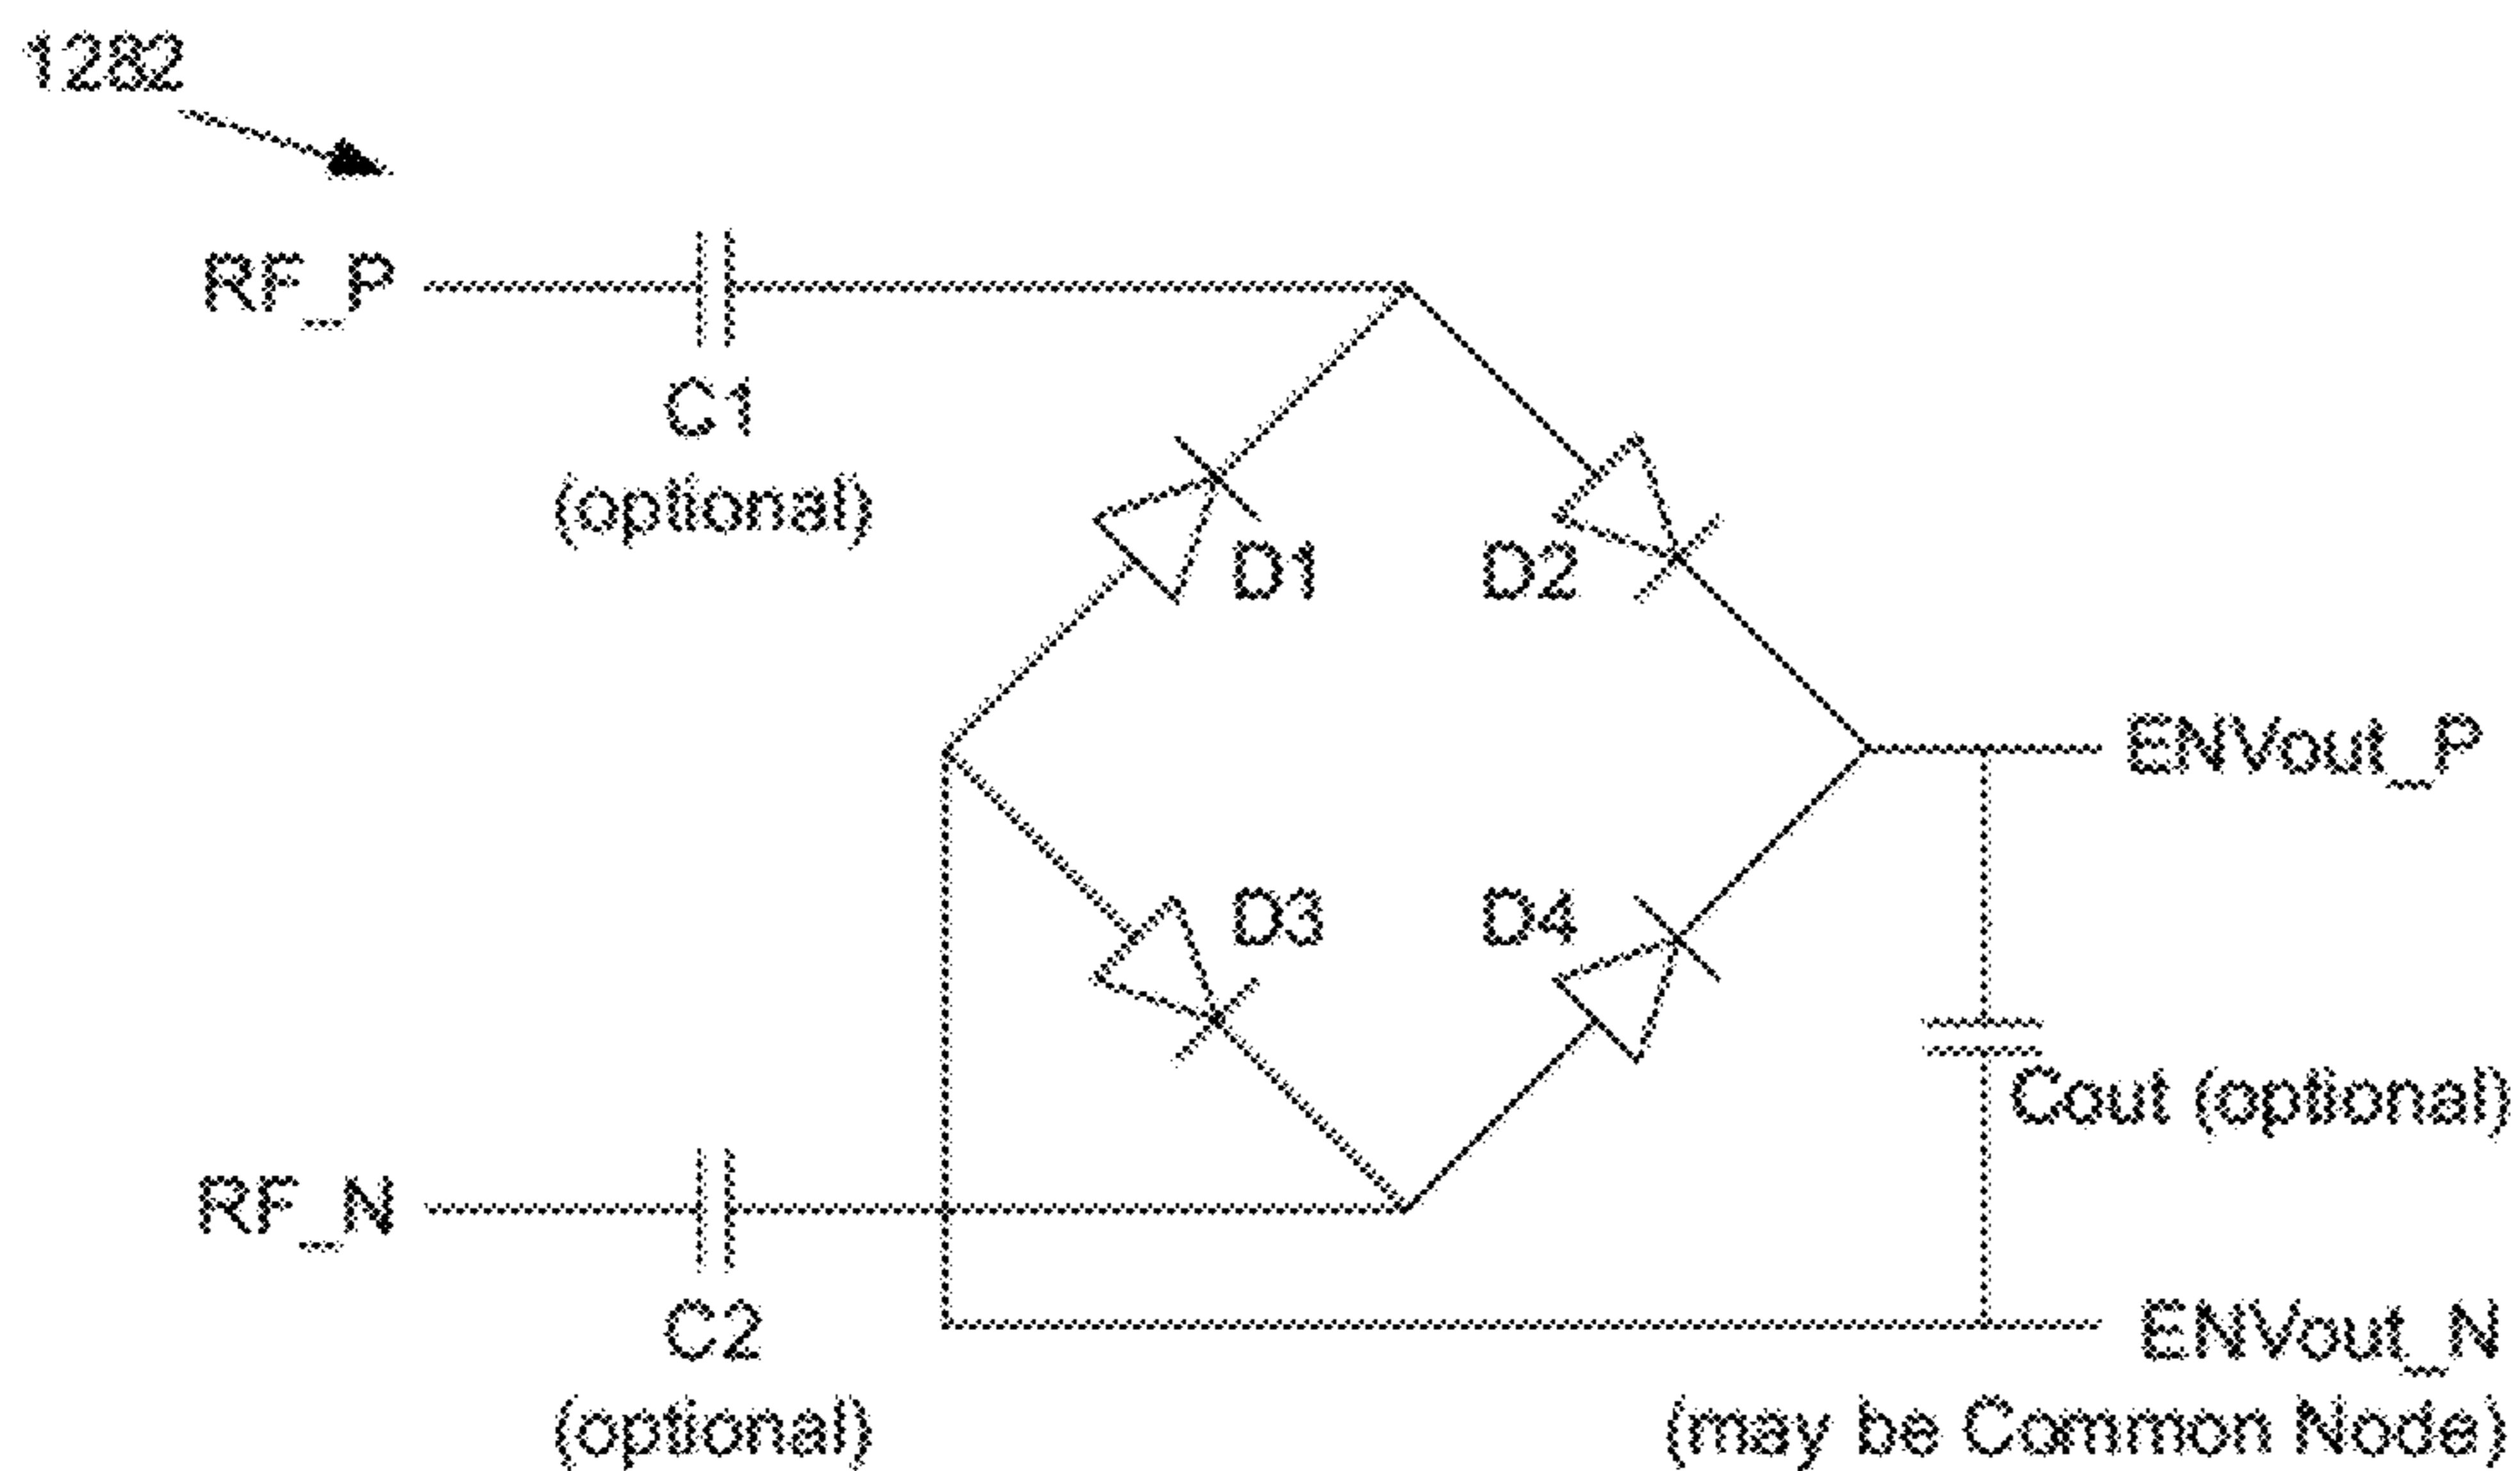 1282
RF_P
C1
(optional)
D1
D2
ENVout_P
D3
D4
Cout (optional)
RF_N
C2
(optional)
ENVout_N
(may be Common Node)